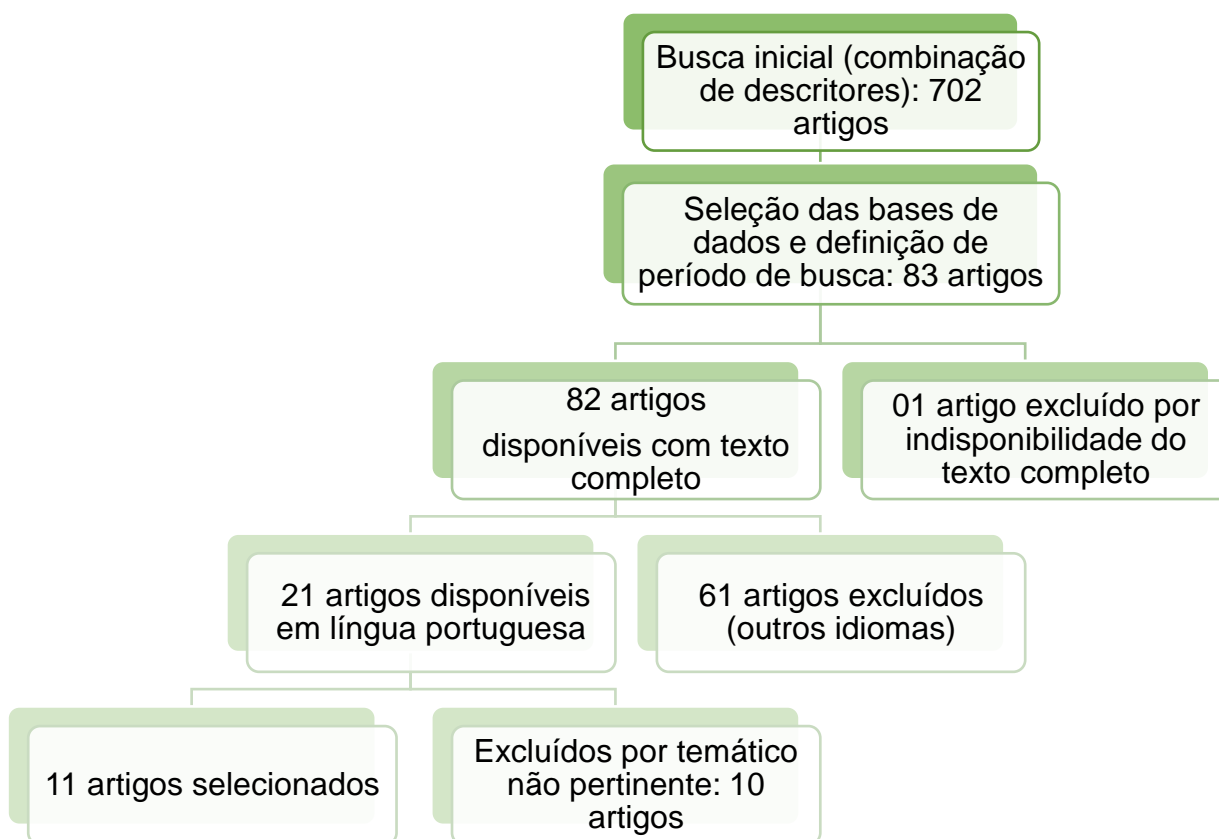 Busca inicial (combinação
de descritores): 702
artigos
Seleção das bases de
dados e definição de
período de busca: 83 artigos
82 artigos
disponíveis com texto
completo
01 artigo excluído por
indisponibilidade do
texto completo
21 artigos disponíveis
em língua portuguesa
61 artigos excluídos
(outros idiomas)
11 artigos selecionados
Excluídos por temático
não pertinente: 10
artigos